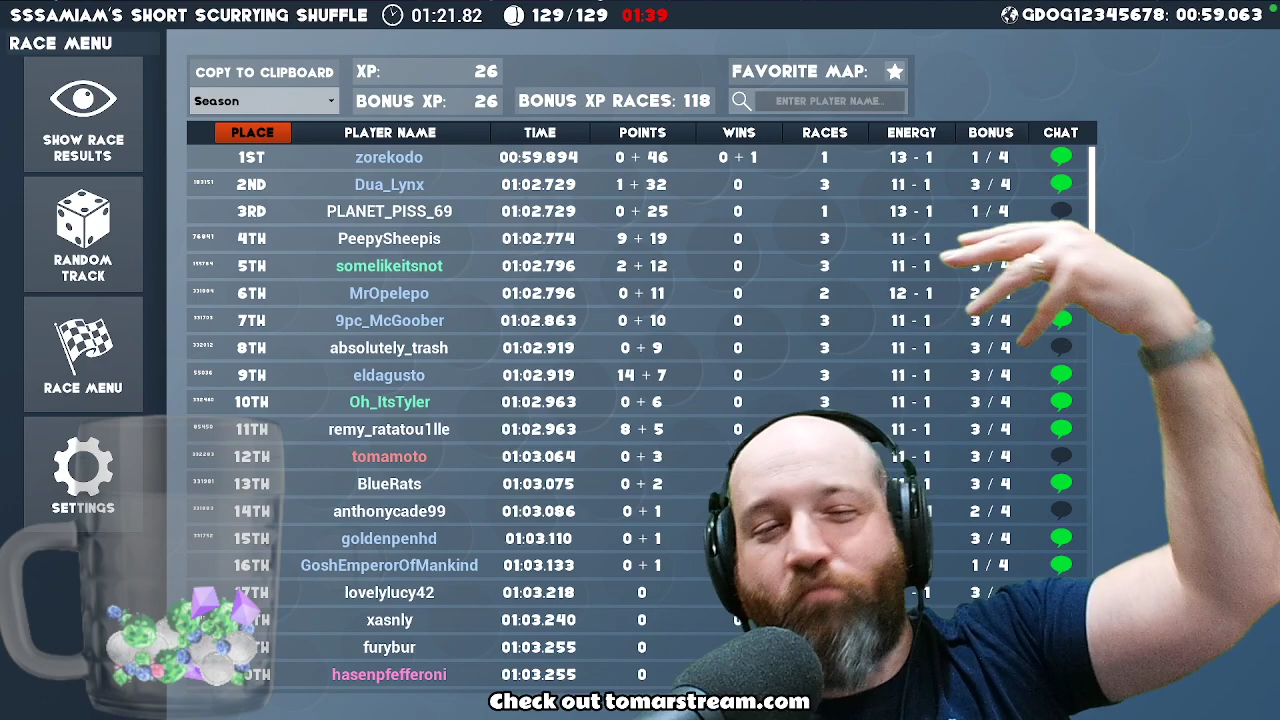 SSSAMIAM'S SHORT SCURRYING SHUFFLE 01:21.82 129/129 01:39 GDOG12345678: 00:59.063
RACE MENU
SHOW RACE RESULTS
RANDOM TRACK
RACE MENU
SETTINGS
COPY TO CLIPBOARD XP: 26 FAVORITE MAP:
Season BONUS XP: 26 BONUS XP RACES: 118 ENTER PLAYER NAME..
PLACE PLAYER NAME TIME POINTS WINS RACES ENERGY BONUS CHAT
1ST zorekodo 00:59.894 0 + 46 0 + 1 1 13 - 1 1 / 4
2ND Dua_Lynx 01:02.729 1 + 32 0 3 11 - 1 3 / 4
3RD PLANET_PISS_69 01:02.729 0 + 25 0 1 13 - 1 1 / 4
4TH PeepySheepis 01:02.774 9 + 19 0 3 11 - 1
5TH somelikeitsnot 01:02.796 2 + 12 0 3 11 - 1
6TH MrOpelepo 01:02.796 0 + 11 0 2 12 - 1
7TH 9pc_McGoober 01:02.863 0 + 10 0 3 11 - 1 3 / 4
8TH absolutely_trash 01:02.919 0 + 9 0 3 11 - 1 3 / 4
9TH eldagusto 01:02.919 14 + 7 0 3 11 - 1 3 / 4
10TH Oh_ItsTyler 01:02.963 0 + 6 0 3 11 - 1 3 / 4
11TH remy_ratatou1lle 01:02.963 8 + 5 0 11 - 1 3 / 4
12TH tomamoto 01:03.064 0 + 3 11 - 1 3 / 4
13TH BlueRats 01:03.075 0 + 2 3 / 4
14TH anthonycade99 01:03.086 0 + 1 2 / 4
15TH goldenpenhd 01:03.110 0 + 1 3 / 4
16TH GoshEmperorOfMankind 01:03.133 0 + 1 1 / 4
17TH lovelylucy42 01:03.218 0
xasnly 01:03.240 0
furybur 01:03.255 0
hasenpfefferoni 01:03.255 0
Check out tomarstream.com